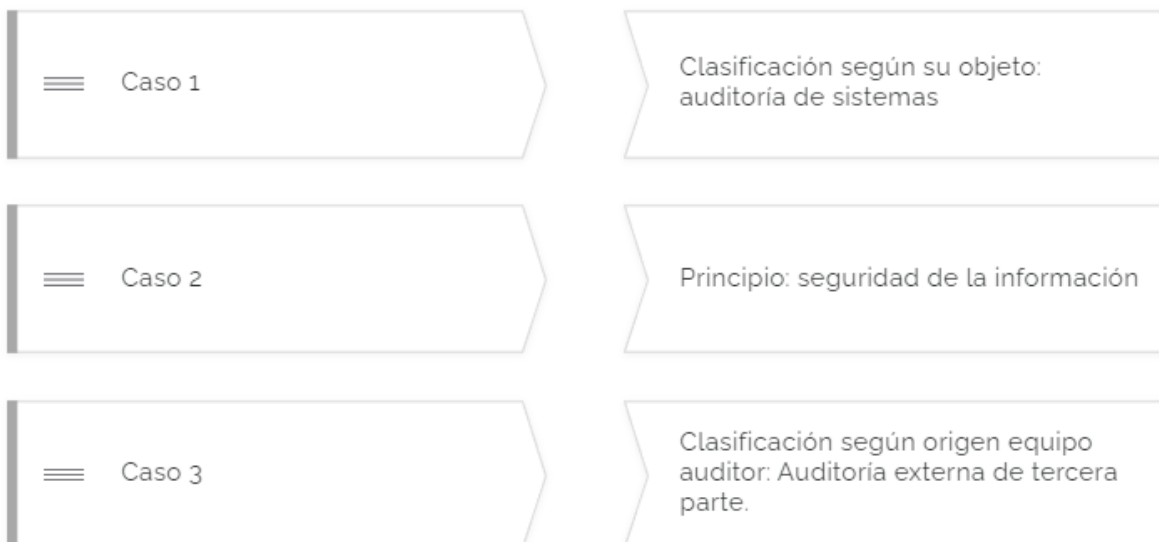 Caso 1
Clasificación según su objeto:
auditoría de sistemas
Caso 2
Principio: seguridad de la información
Caso 3
Clasificación según origen equipo
auditor: Auditoría externa de tercera
parte.